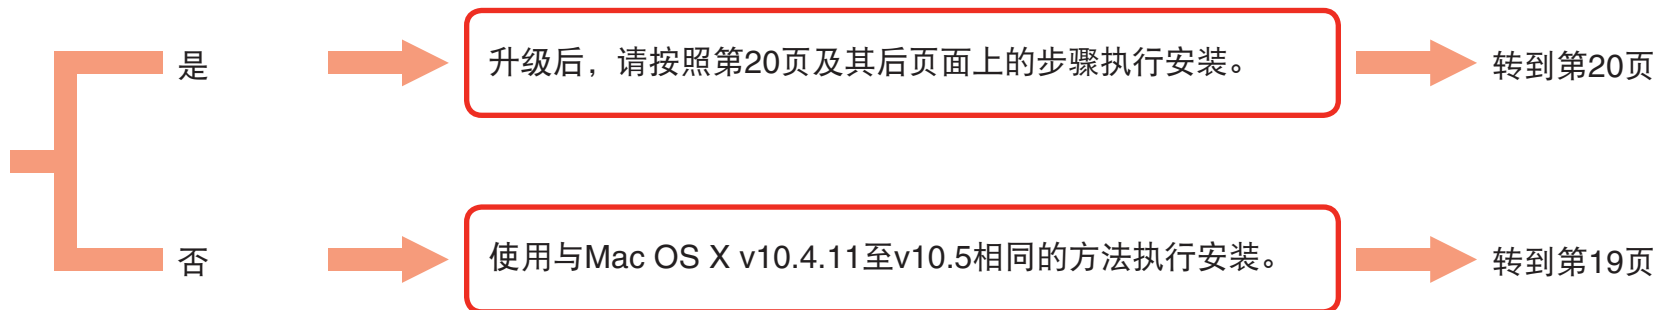 是
升级后，请按照第20页及其后页面上的步骤执行安装。
转到第20页
否
使用与Mac OS X v10.4.11至v10.5相同的方法执行安装。
转到第19页